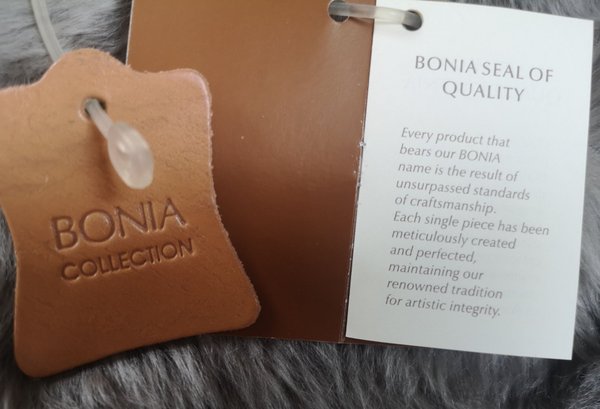 BONIA
COLLECTION
BONIA SEAL OF
QUALITY
Every product that
bears our BONIA
name is the result of
unsurpassed standards
of craftsmanship.
Each single piece has been
meticulously created
and perfected,
maintaining our
renowned tradition
for artistic integrity.